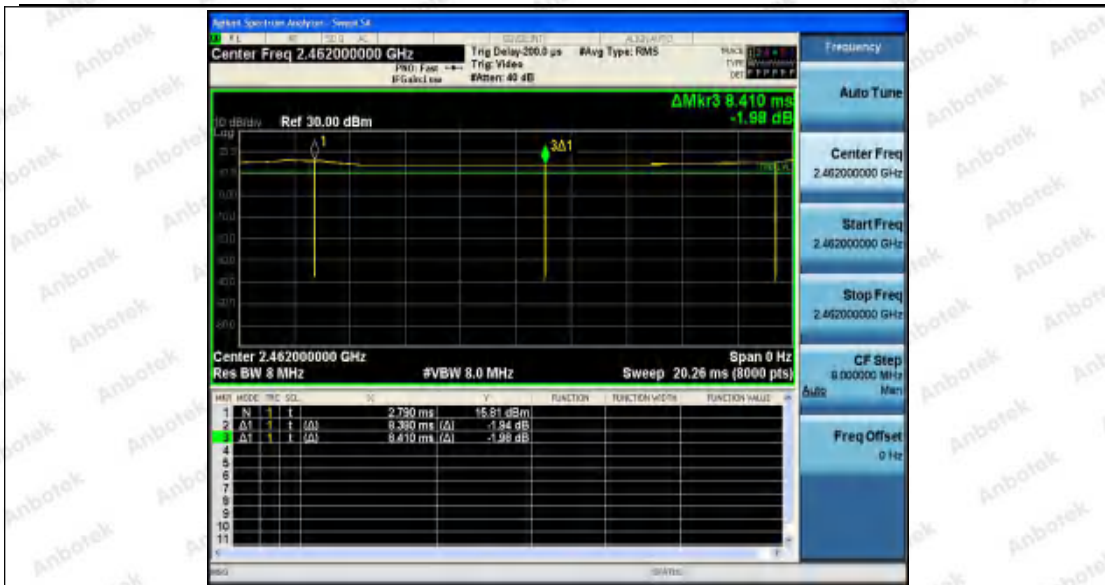 Agilent Spectrum Analyzer - Swept SA
Center Freq 2.462000000 GHz
PNO: Fast
IFGain:Low
Trig Delay-200.0 µs
Trig: Video
#Atten: 40 dB
#Avg Type: RMS
TRACE
TYPE
DET P P P P P P
ΔMkr3 8.410 ms
-1.98 dB
10 dB/div
Log
Ref 30.00 dBm
1
3Δ1
Center 2.462000000 GHz
Span 0 Hz
Res BW 8 MHz
#VBW 8.0 MHz
Sweep 20.26 ms (8000 pts)
MKR MODE TRC SCL X Y FUNCTION FUNCTION WIDTH FUNCTION VALUE
1 N 1 t 2.790 ms 15.81 dBm
2 Δ1 1 t (Δ) 8.380 ms (Δ) -1.94 dB
3 Δ1 1 t (Δ) 8.410 ms (Δ) -1.98 dB
4
5
6
7
8
9
10
11
MSG
STATUS
Frequency
Auto Tune
Center Freq
2.462000000 GHz
Start Freq
2.462000000 GHz
Stop Freq
2.462000000 GHz
CF Step
8.000000 MHz
Auto Man
Freq Offset
0 Hz
Anbotek